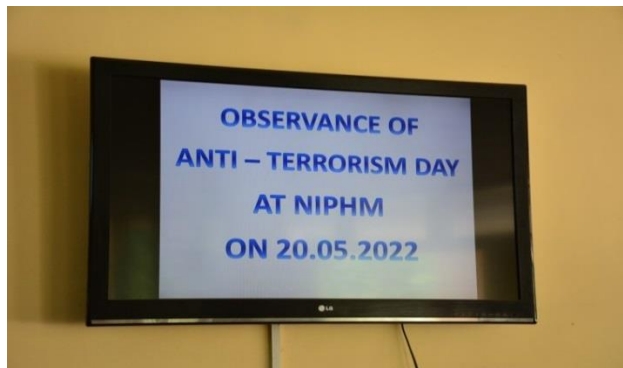 OBSERVANCE OF
ANTI – TERRORISM DAY
AT NIPHM
ON 20.05.2022
LG